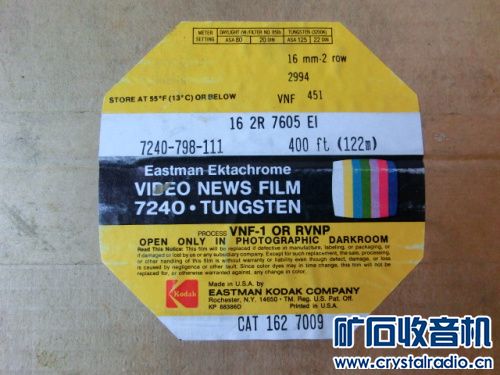 METER SETTING
DAYLIGHT (W/FILTER NO 85B)
TUNGSTEN (3200K)
ASA 80
20 DIN
ASA 125
22 DIN
16 mm-2 row
2994
STORE AT 55°F (13°C) OR BELOW
VNF 451
16 2R 7605 EI
7240-798-111
400 ft (122m)
Eastman Ektachrome
VIDEO NEWS FILM
7240 • TUNGSTEN
PROCESS VNF-1 OR RVNP
OPEN ONLY IN PHOTOGRAPHIC DARKROOM
Read This Notice: This film will be replaced if defective in manufacture, labeling, or packaging, or
if damaged or lost by us or any subsidiary company. Except for such replacement, the sale, processing,
or other handling of this film is without warranty or liability even though defect, damage, or loss
is caused by negligence or other fault. Since color dyes may in time change, this film will not be
replaced for, or otherwise warranted against, any change in color.
Kodak
Made in U.S.A. by
EASTMAN KODAK COMPANY
Rochester, N.Y. 14650 • TM. Reg. U.S. Pat. Off.
KP 68386D
Printed in U.S.A.
CAT 162 7009
矿石收音机
www.crystalradio.cn